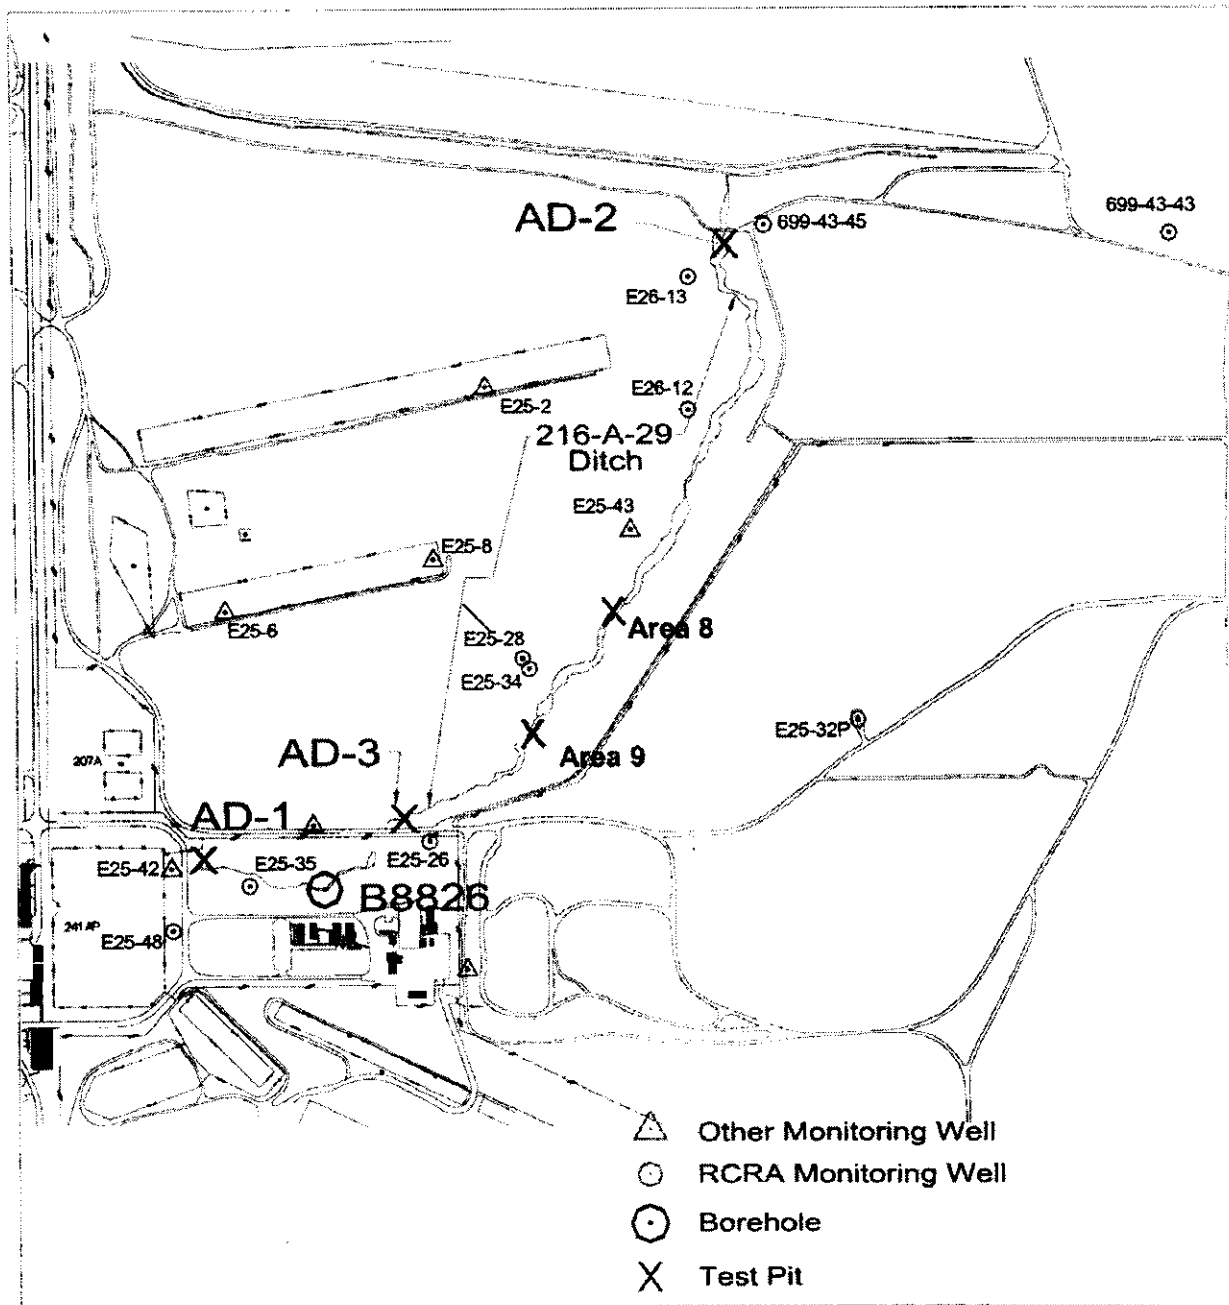 699-43-43
AD-2
699-43-45
E26-13
E26-12
E25-2
216-A-29
Ditch
E25-43
E25-8
E25-6
Area 8
E25-28
E25-34
E25-32P
AD-3
Area 9
207A
AD-1
E25-42
E25-35
E25-26
B8826
241 AP
E25-48
Other Monitoring Well
RCRA Monitoring Well
Borehole
Test Pit